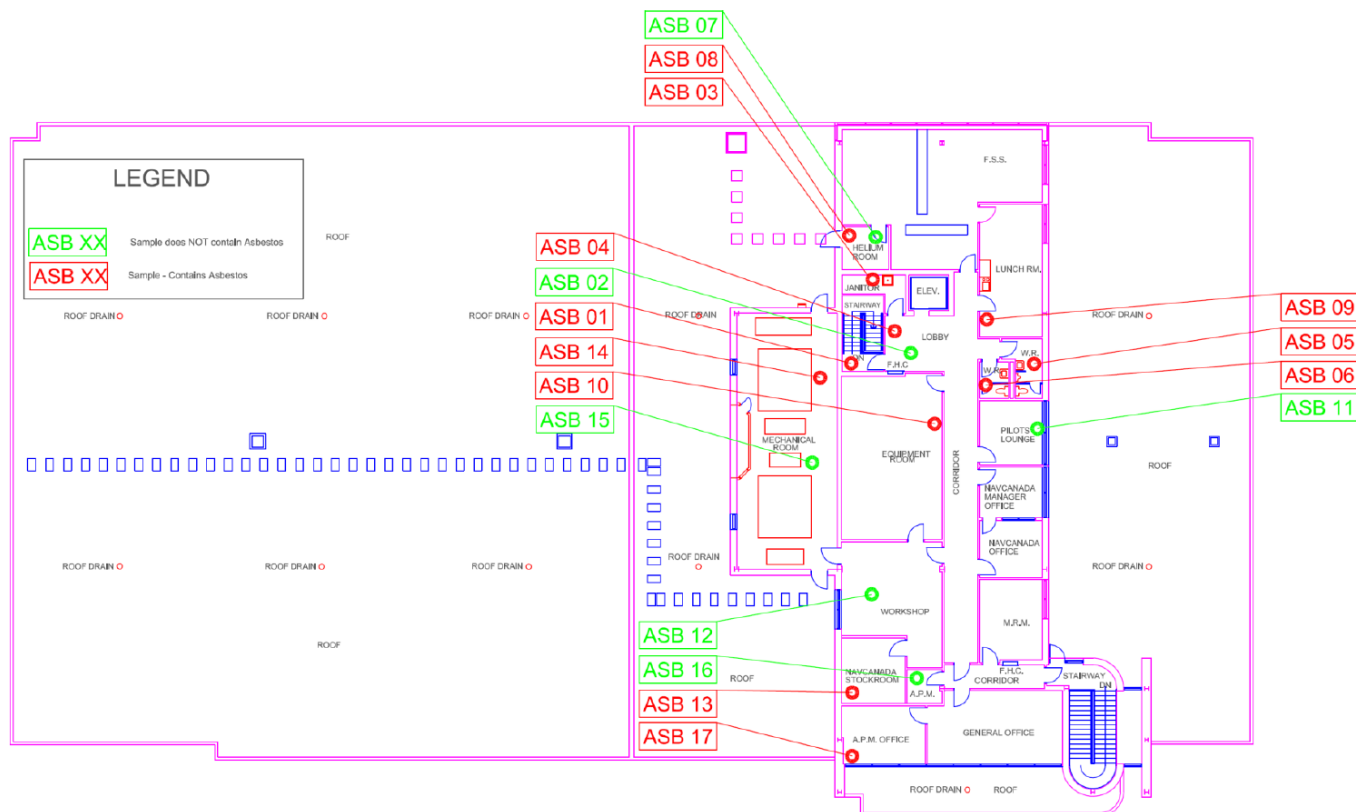 ASB 07
ASB 08
ASB 03
LEGEND
ASB XX Sample does NOT contain Asbestos
ASB XX Sample - Contains Asbestos
ROOF
F.S.S.
HELIUM
ROOM
ASB 04
ASB 02
ASB 01
ASB 14
ASB 10
ASB 15
JANITOR
ELEV.
LUNCH RM.
STAIRWAY
LOBBY
DN
F.H.C
ROOF DRAIN
ROOF DRAIN
ROOF DRAIN
ROOF DRAIN
ROOF DRAIN
ASB 09
ASB 05
ASB 06
ASB 11
W.R.
W.R.
MECHANICAL
ROOM
EQUIPMENT
ROOM
CORRIDOR
PILOTS
LOUNGE
ROOF
NAVCANADA
MANAGER
OFFICE
NAVCANADA
OFFICE
ROOF DRAIN
ROOF DRAIN
ROOF DRAIN
ROOF DRAIN
ROOF DRAIN
WORKSHOP
M.R.M.
ROOF
ASB 12
ASB 16
ASB 13
ASB 17
ROOF
NAVCANADA
STOCKROOM
A.P.M.
F.H.C.
CORRIDOR
STAIRWAY
DN
A.P.M. OFFICE
GENERAL OFFICE
ROOF DRAIN
ROOF